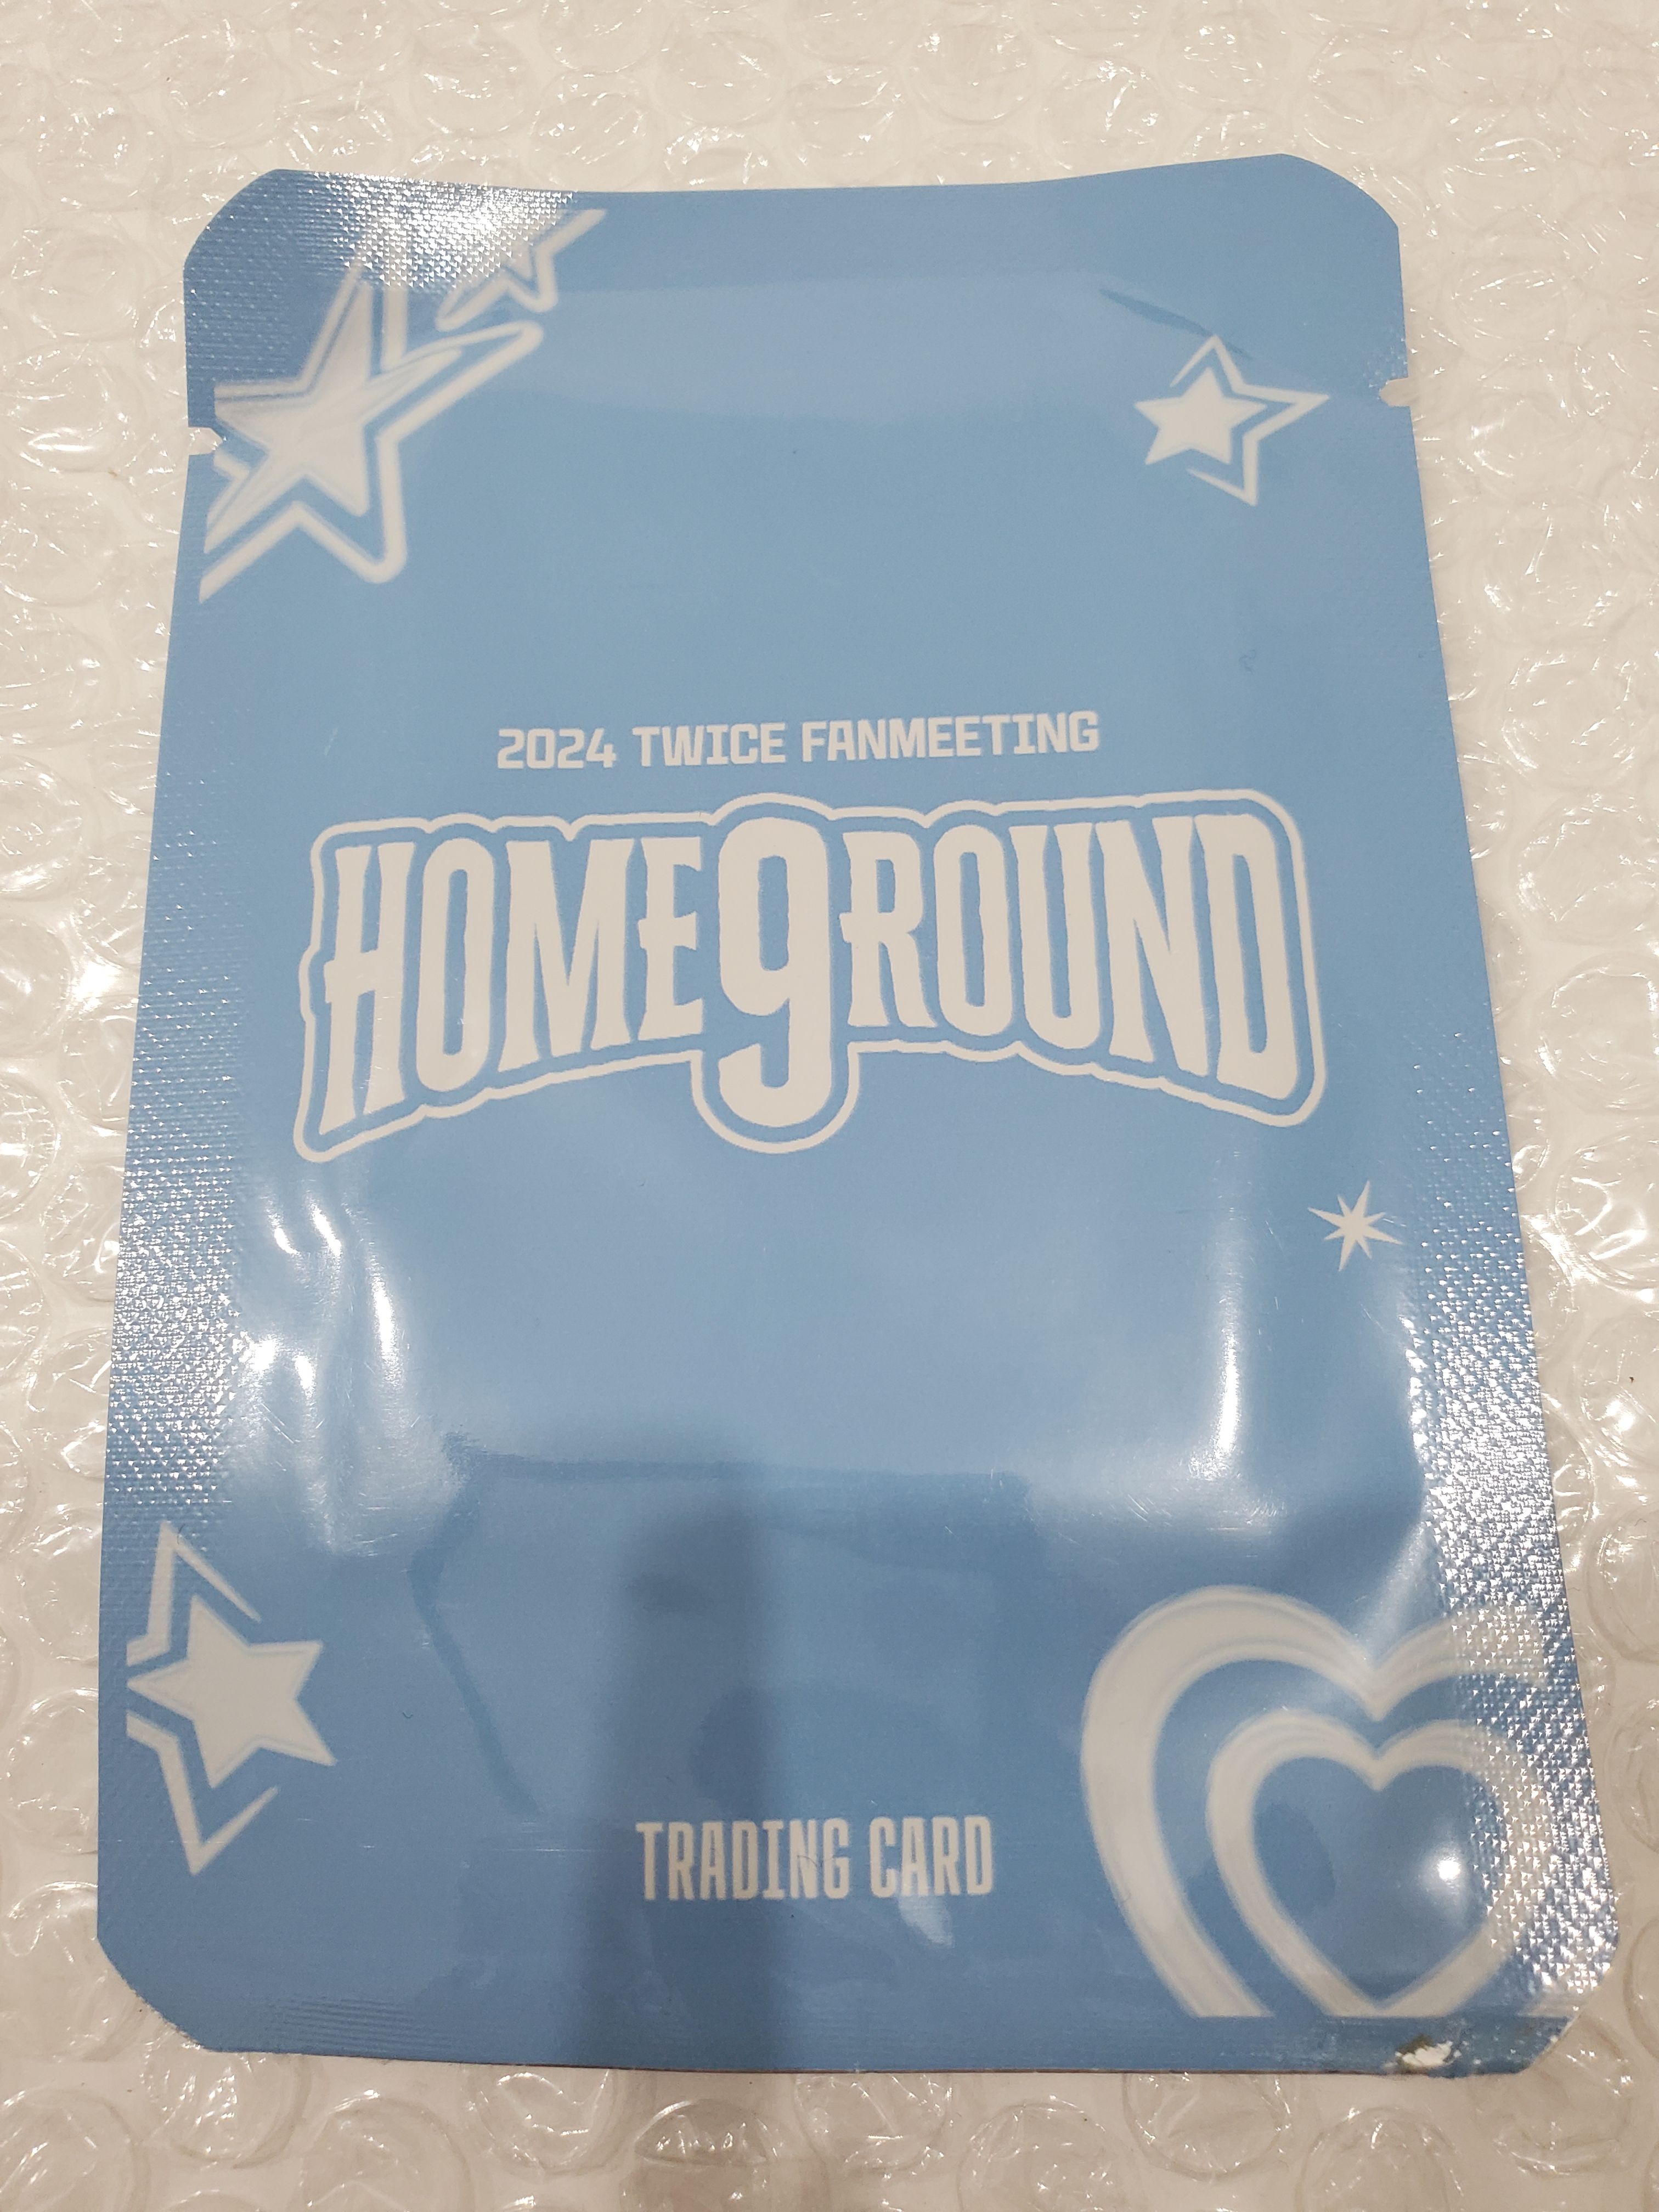 2024 TWICE FANMEETING
HOME9ROUND
TRADING CARD